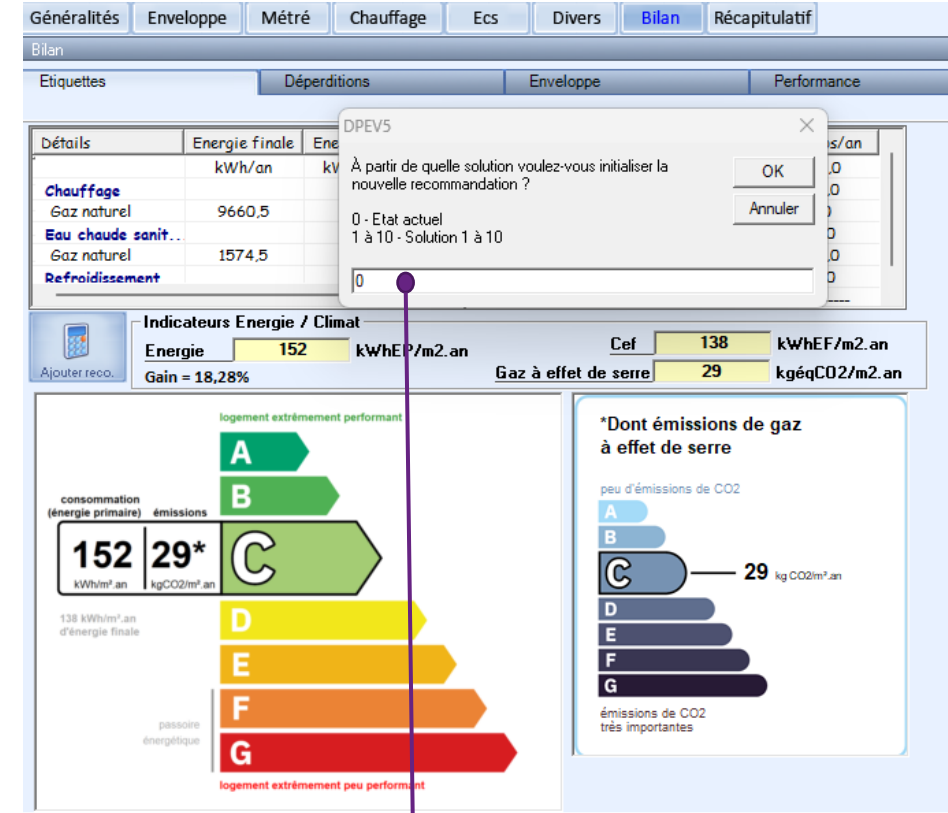 Généralités Enveloppe Métré Chauffage Ecs Divers Bilan Récapitulatif
Bilan
Etiquettes Déperditions Enveloppe Performance
DPEV5
À partir de quelle solution voulez-vous initialiser la
nouvelle recommandation ?
0 - Etat actuel
1 à 10 - Solution 1 à 10
0
OK
Annuler
Détails Energie finale
kWh/an
Chauffage
Gaz naturel 9660,5
Eau chaude sanit...
Gaz naturel 1574,5
Refroidissement
Ajouter reco.
Indicateurs Energie / Climat
Energie 152 kWhEP/m2.an Cef 138 kWhEF/m2.an
Gain = 18,28% Gaz à effet de serre 29 kgéqCO2/m2.an
logement extrêmement performant
A
B
consommation
(énergie primaire) émissions
152 29* C
kWh/m².an kgCO2/m².an
138 kWh/m².an
d'énergie finale
D
E
F
passoire
énergétique
G
logement extrêmement peu performant
*Dont émissions de gaz
à effet de serre
peu d'émissions de CO2
A
B
C 29 kg CO2/m².an
D
E
F
G
émissions de CO2
très importantes